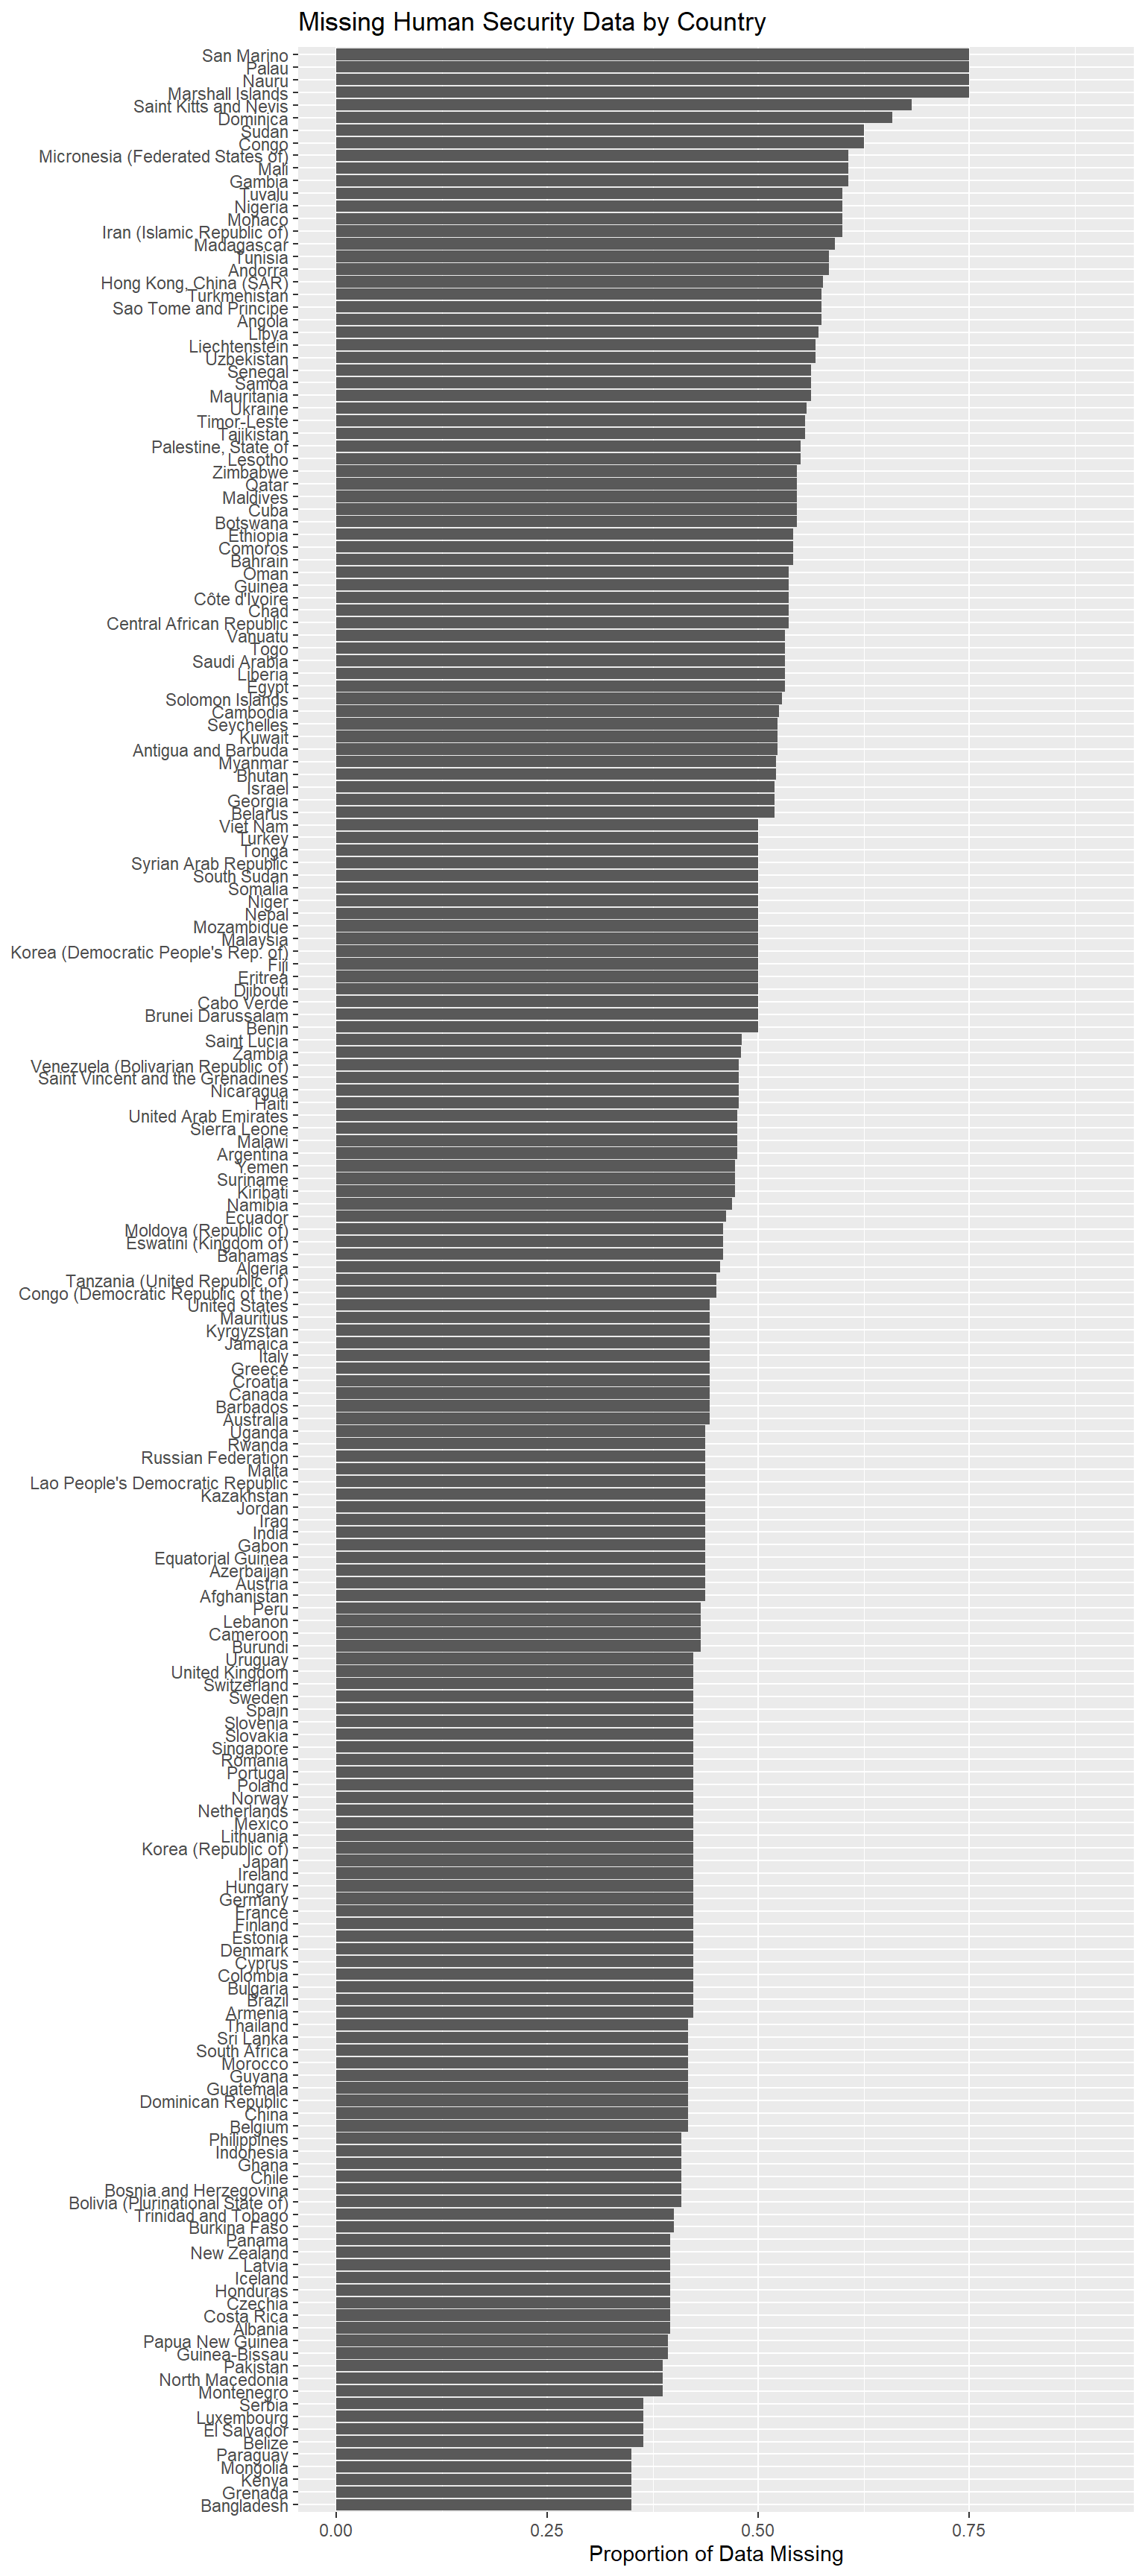 Missing Human Security Data by Country
San Marino
Palau
Nauru
Marshall Islands
Saint Kitts and Nevis
Dominica
Sudan
Congo
Micronesia (Federated States of)
Mali
Gambia
Tuvalu
Nigeria
Monaco
Iran (Islamic Republic of)
Madagascar
Tunisia
Andorra
Hong Kong, China (SAR)
Turkmenistan
Sao Tome and Principe
Angola
Libya
Liechtenstein
Uzbekistan
Senegal
Samoa
Mauritania
Ukraine
Timor-Leste
Tajikistan
Palestine, State of
Lesotho
Zimbabwe
Qatar
Maldives
Cuba
Botswana
Ethiopia
Comoros
Bahrain
Oman
Guinea
Côte d'Ivoire
Chad
Central African Republic
Vanuatu
Togo
Saudi Arabia
Liberia
Egypt
Solomon Islands
Cambodia
Seychelles
Kuwait
Antigua and Barbuda
Myanmar
Bhutan
Israel
Georgia
Belarus
Viet Nam
Turkey
Tonga
Syrian Arab Republic
South Sudan
Somalia
Niger
Nepal
Mozambique
Malaysia
Korea (Democratic People's Rep. of)
Fiji
Eritrea
Djibouti
Cabo Verde
Brunei Darussalam
Benin
Saint Lucia
Zambia
Venezuela (Bolivarian Republic of)
Saint Vincent and the Grenadines
Nicaragua
Haiti
United Arab Emirates
Sierra Leone
Malawi
Argentina
Yemen
Suriname
Kiribati
Namibia
Ecuador
Moldova (Republic of)
Eswatini (Kingdom of)
Bahamas
Algeria
Tanzania (United Republic of)
Congo (Democratic Republic of the)
United States
Mauritius
Kyrgyzstan
Jamaica
Italy
Greece
Croatia
Canada
Barbados
Australia
Uganda
Rwanda
Russian Federation
Malta
Lao People's Democratic Republic
Kazakhstan
Jordan
Iraq
India
Gabon
Equatorial Guinea
Azerbaijan
Austria
Afghanistan
Peru
Lebanon
Cameroon
Burundi
Uruguay
United Kingdom
Switzerland
Sweden
Spain
Slovenia
Slovakia
Singapore
Romania
Portugal
Poland
Norway
Netherlands
Mexico
Lithuania
Korea (Republic of)
Japan
Ireland
Hungary
Germany
France
Finland
Estonia
Denmark
Cyprus
Colombia
Bulgaria
Brazil
Armenia
Thailand
Sri Lanka
South Africa
Morocco
Guyana
Guatemala
Dominican Republic
China
Belgium
Philippines
Indonesia
Ghana
Chile
Bosnia and Herzegovina
Bolivia (Plurinational State of)
Trinidad and Tobago
Burkina Faso
Panama
New Zealand
Latvia
Iceland
Honduras
Czechia
Costa Rica
Albania
Papua New Guinea
Guinea-Bissau
Pakistan
North Macedonia
Montenegro
Serbia
Luxembourg
El Salvador
Belize
Paraguay
Mongolia
Kenya
Grenada
Bangladesh
0.00 0.25 0.50 0.75
Proportion of Data Missing